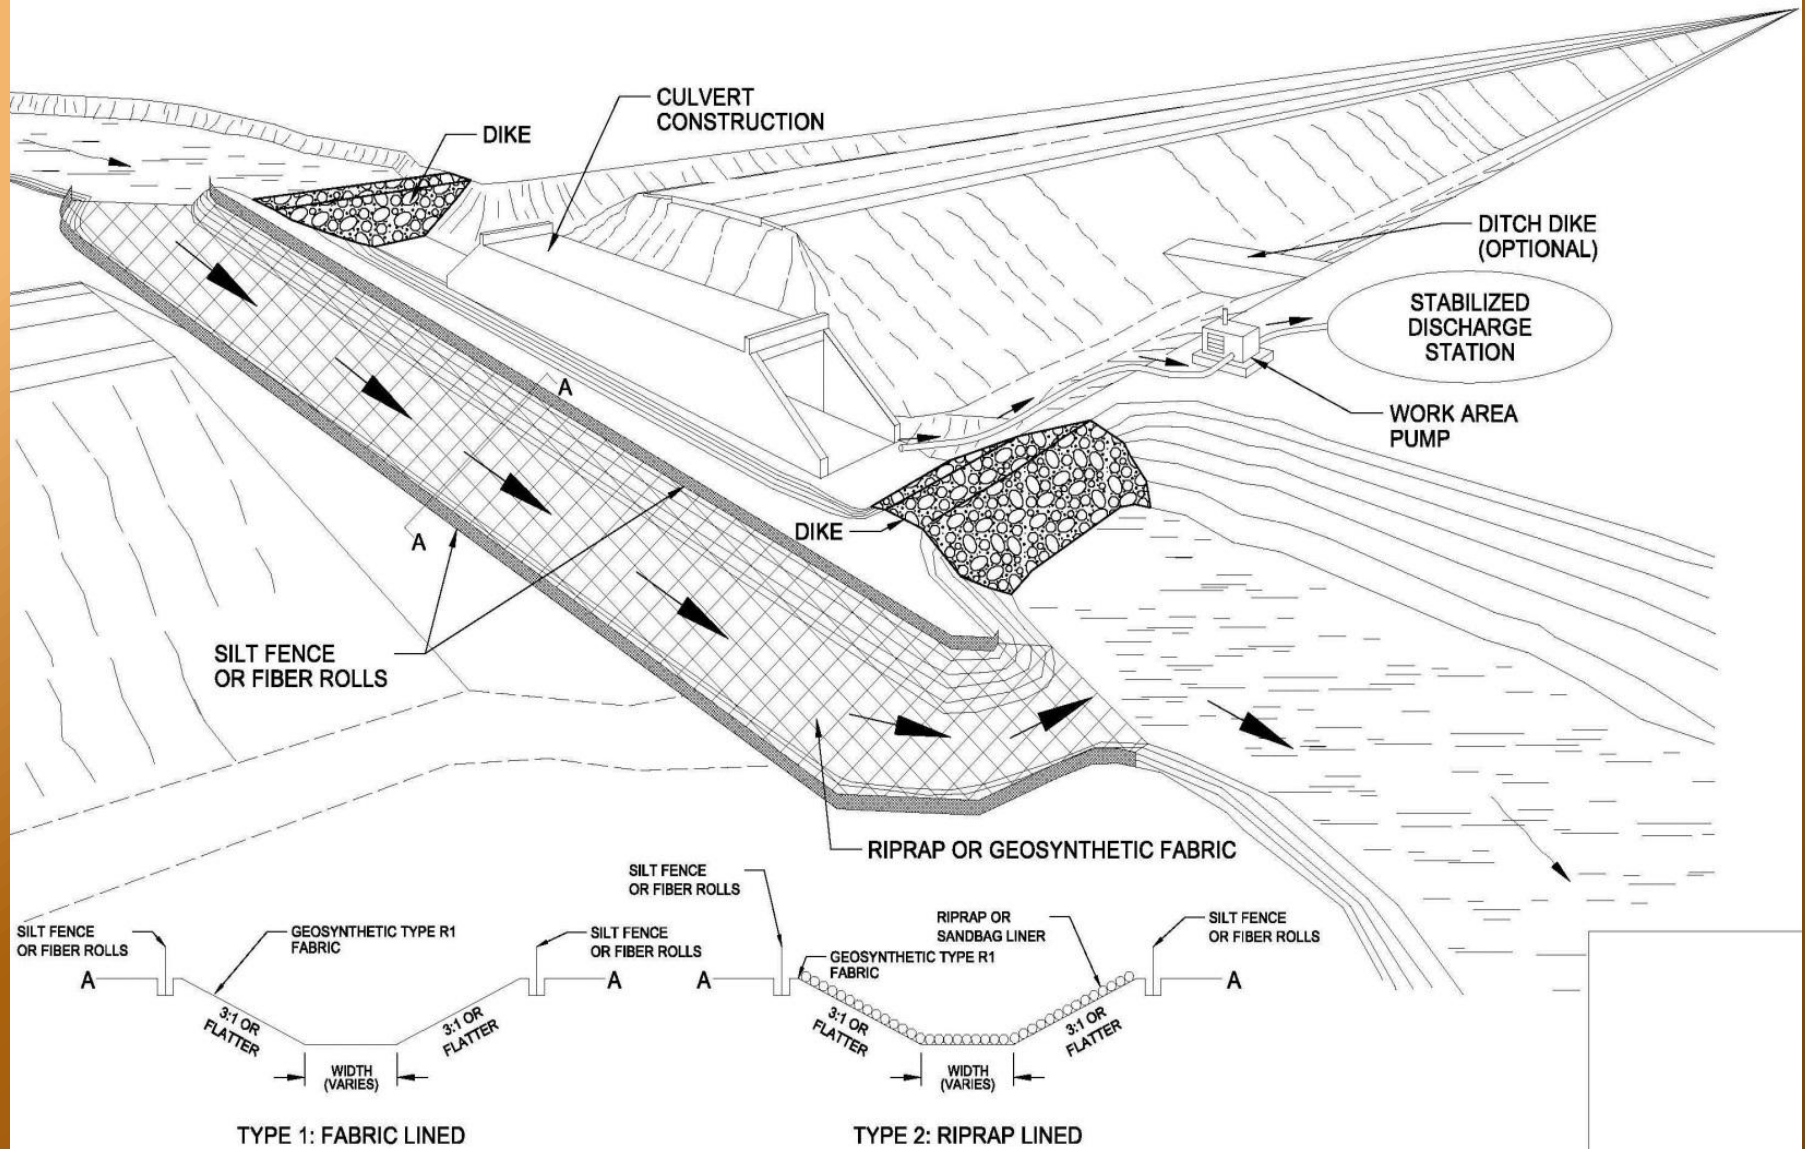 CULVERT
CONSTRUCTION
DIKE
DITCH DIKE
(OPTIONAL)
STABILIZED
DISCHARGE
STATION
A
WORK AREA
PUMP
A
DIKE
SILT FENCE
OR FIBER ROLLS
RIPRAP OR GEOSYNTHETIC FABRIC
SILT FENCE
OR FIBER ROLLS
GEOSYNTHETIC TYPE R1
FABRIC
SILT FENCE
OR FIBER ROLLS
A
A
3:1 OR
FLATTER
3:1 OR
FLATTER
WIDTH
(VARIES)
TYPE 1: FABRIC LINED
SILT FENCE
OR FIBER ROLLS
RIPRAP OR
SANDBAG LINER
SILT FENCE
OR FIBER ROLLS
GEOSYNTHETIC TYPE R1
FABRIC
A
A
3:1 OR
FLATTER
3:1 OR
FLATTER
WIDTH
(VARIES)
TYPE 2: RIPRAP LINED